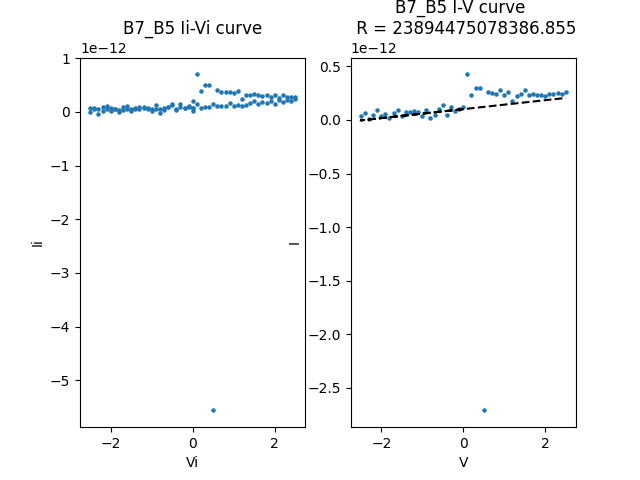 B7_B5 Ii-Vi curve
1e−12
1
0
−1
−2
−3
−4
−5
Ii
−2
0
2
Vi
B7_B5 I-V curve
R = 23894475078386.855
1e−12
0.5
0.0
−0.5
−1.0
−1.5
−2.0
−2.5
I
−2
0
2
V